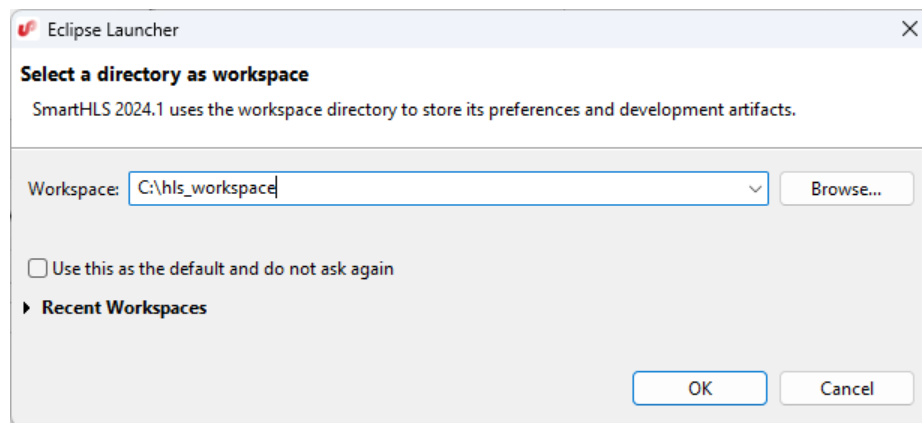 Eclipse Launcher
Select a directory as workspace
SmartHLS 2024.1 uses the workspace directory to store its preferences and development artifacts.
Workspace: C:\hls_workspace Browse...
Use this as the default and do not ask again
Recent Workspaces
OK Cancel